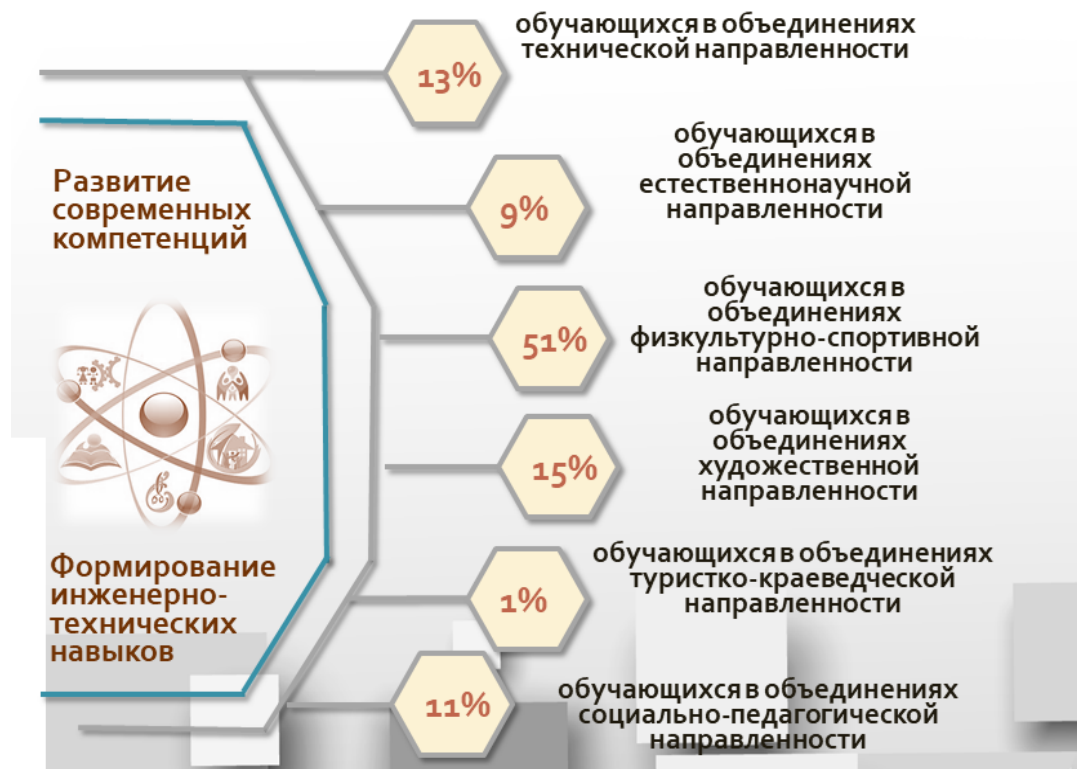 13%
обучающихся в объединениях
технической направленности
9%
обучающихся в
объединениях
естественнонаучной
направленности
Развитие
современных
компетенций
51%
обучающихся в
объединениях
физкультурно-спортивной
направленности
15%
обучающихся в
объединениях
художественной
направленности
Формирование
инженерно-
технических
навыков
1%
обучающихся в объединениях
туристко-краеведческой
направленности
11%
обучающихся в объединениях
социально-педагогической
направленности